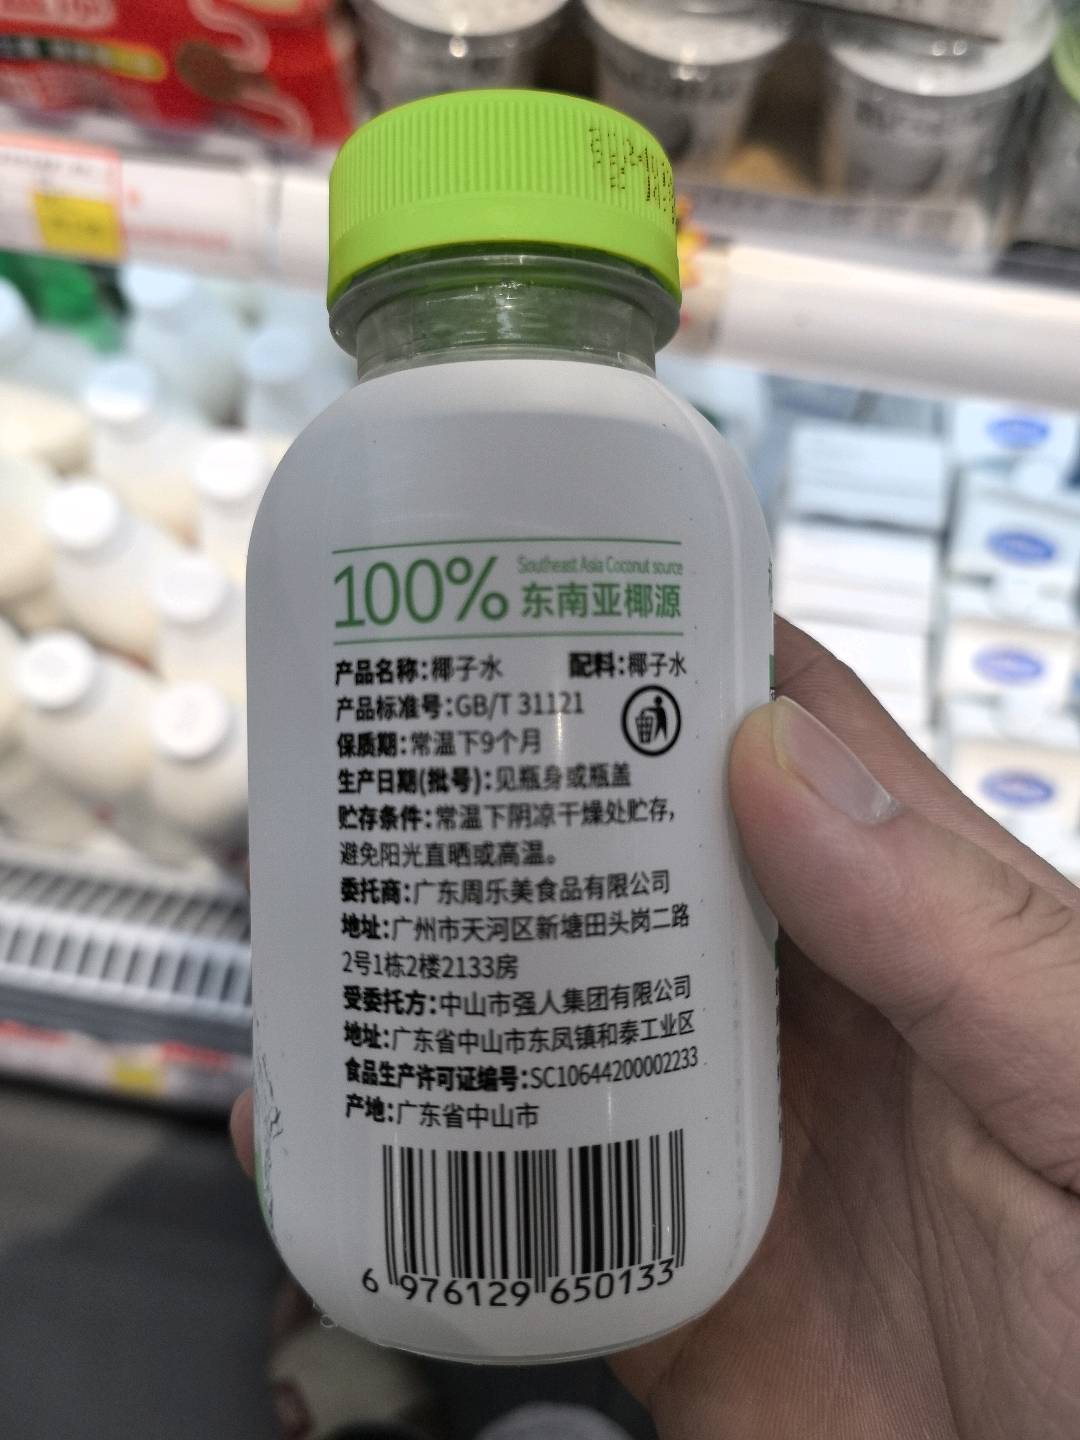 100% Southeast Asia Coconut source
东南亚椰源
产品名称:椰子水 配料:椰子水
产品标准号:GB/T 31121
保质期:常温下9个月
生产日期(批号):见瓶身或瓶盖
贮存条件:常温下阴凉干燥处贮存,
避免阳光直晒或高温。
委托商:广东周乐美食品有限公司
地址:广州市天河区新塘田头岗二路
2号1栋2楼2133房
受委托方:中山市强人集团有限公司
地址:广东省中山市东凤镇和泰工业区
食品生产许可证编号:SC10644200002233
产地:广东省中山市
6 976129 650133